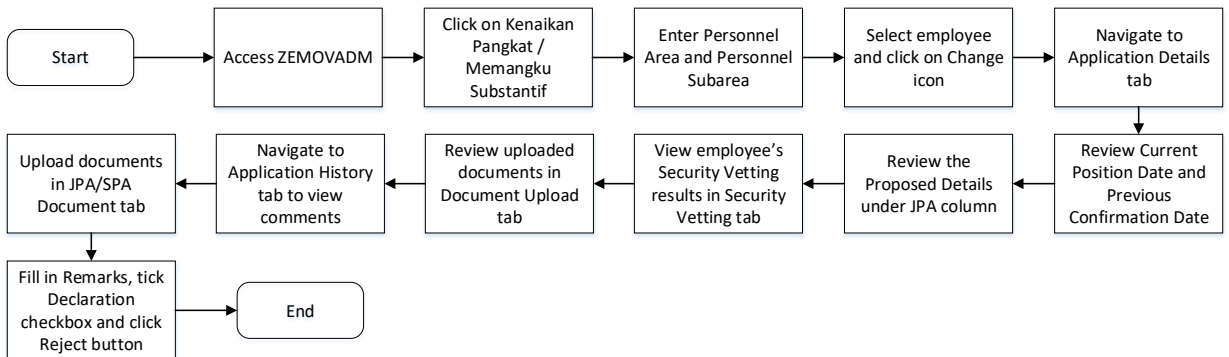 Start
Access ZEMOVADM
Click on Kenaikan
Pangkat /
Memangku
Substantif
Enter Personnel
Area and Personnel
Subarea
Select employee
and click on Change
icon
Navigate to
Application Details
tab
Review Current
Position Date and
Previous
Confirmation Date
Review the
Proposed Details
under JPA column
View employee’s
Security Vetting
results in Security
Vetting tab
Review uploaded
documents in
Document Upload
tab
Navigate to
Application History
tab to view
comments
Upload documents
in JPA/SPA
Document tab
Fill in Remarks, tick
Declaration
checkbox and click
Reject button
End